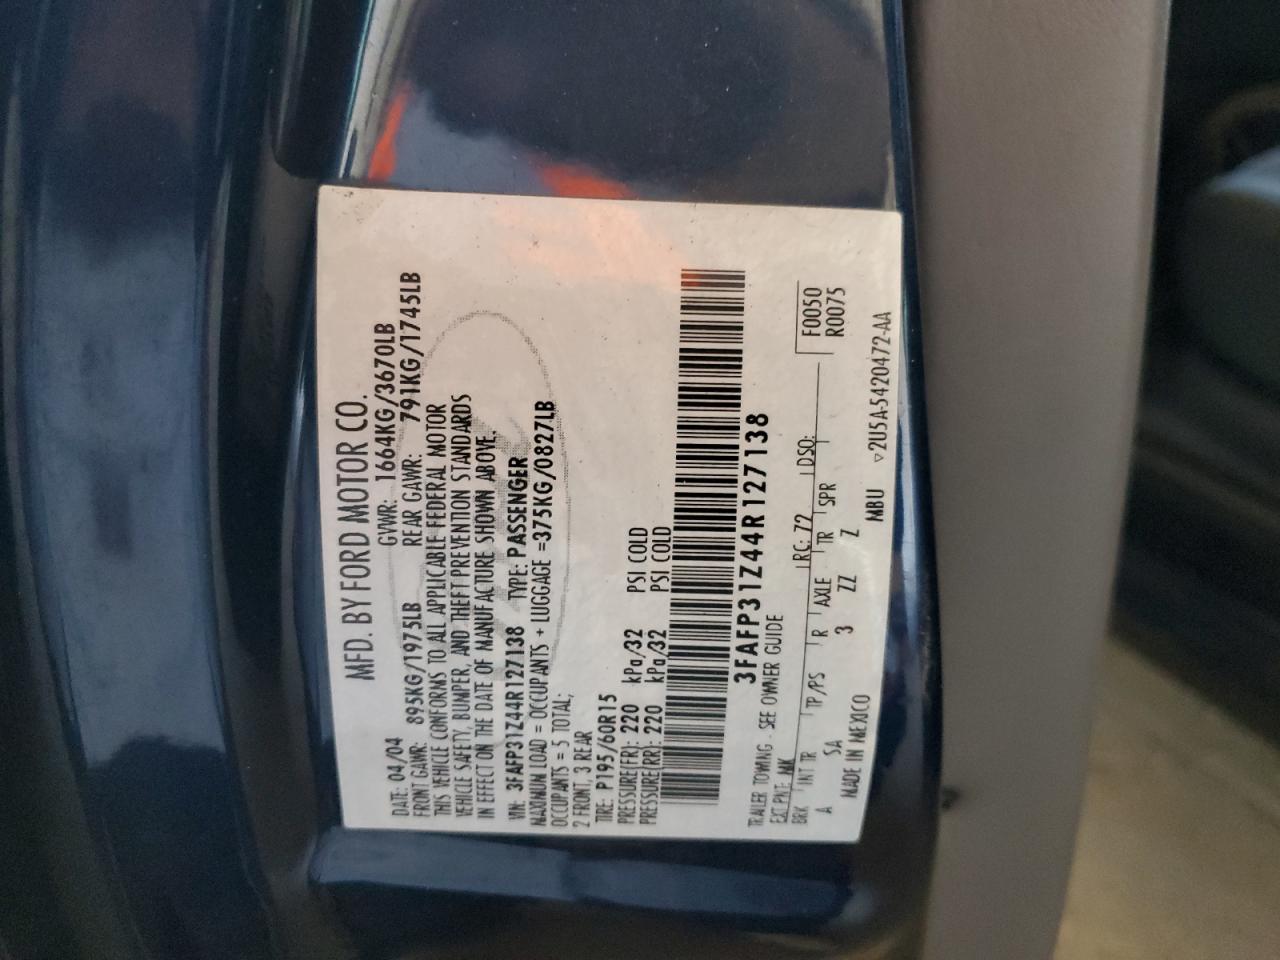 MFD. BY FORD MOTOR CO.
DATE: 04/04 GVWR: 1664KG/3670LB
FRONT GAWR: 895KG/1975LB REAR GAWR: 791KG/1745LB
THIS VEHICLE CONFORMS TO ALL APPLICABLE FEDERAL MOTOR
VEHICLE SAFETY, BUMPER, AND THEFT PREVENTION STANDARDS
IN EFFECT ON THE DATE OF MANUFACTURE SHOWN ABOVE.
VIN: 3FAFP31Z44R127138 TYPE: PASSENGER
MAXIMUM LOAD = OCCUPANTS + LUGGAGE =375KG/0827LB
OCCUPANTS = 5 TOTAL;
2 FRONT, 3 REAR
TIRE: P195/60R15
PRESSURE(FR): 220 kPa/32 PSI COLD
PRESSURE(RR): 220 kPa/32 PSI COLD
3FAFP31Z44R127138
TRAILER TOWING - SEE OWNER GUIDE
EXT PNT: MK RC: 72 DSO: F0050
R0075
BRK INT TR TP/PS R AXLE TR SPR
A SA 3 ZZ Z
MADE IN MEXICO MBU ▽2U5A-5420472-AA